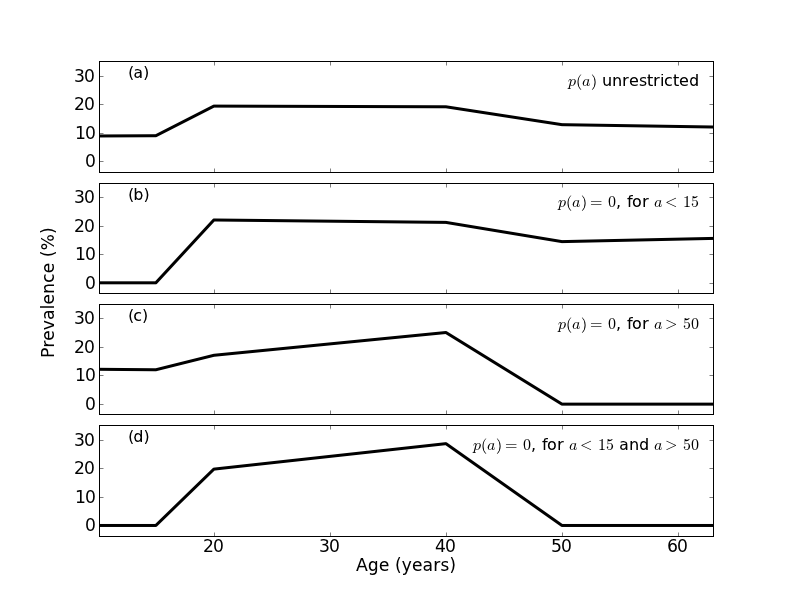 (a)
p(a) unrestricted
30
20
10
0
(b)
p(a) = 0, for a < 15
30
20
10
0
Prevalence (%)
(c)
p(a) = 0, for a > 50
30
20
10
0
(d)
p(a) = 0, for a < 15 and a > 50
30
20
10
0
20 30 40 50 60
Age (years)